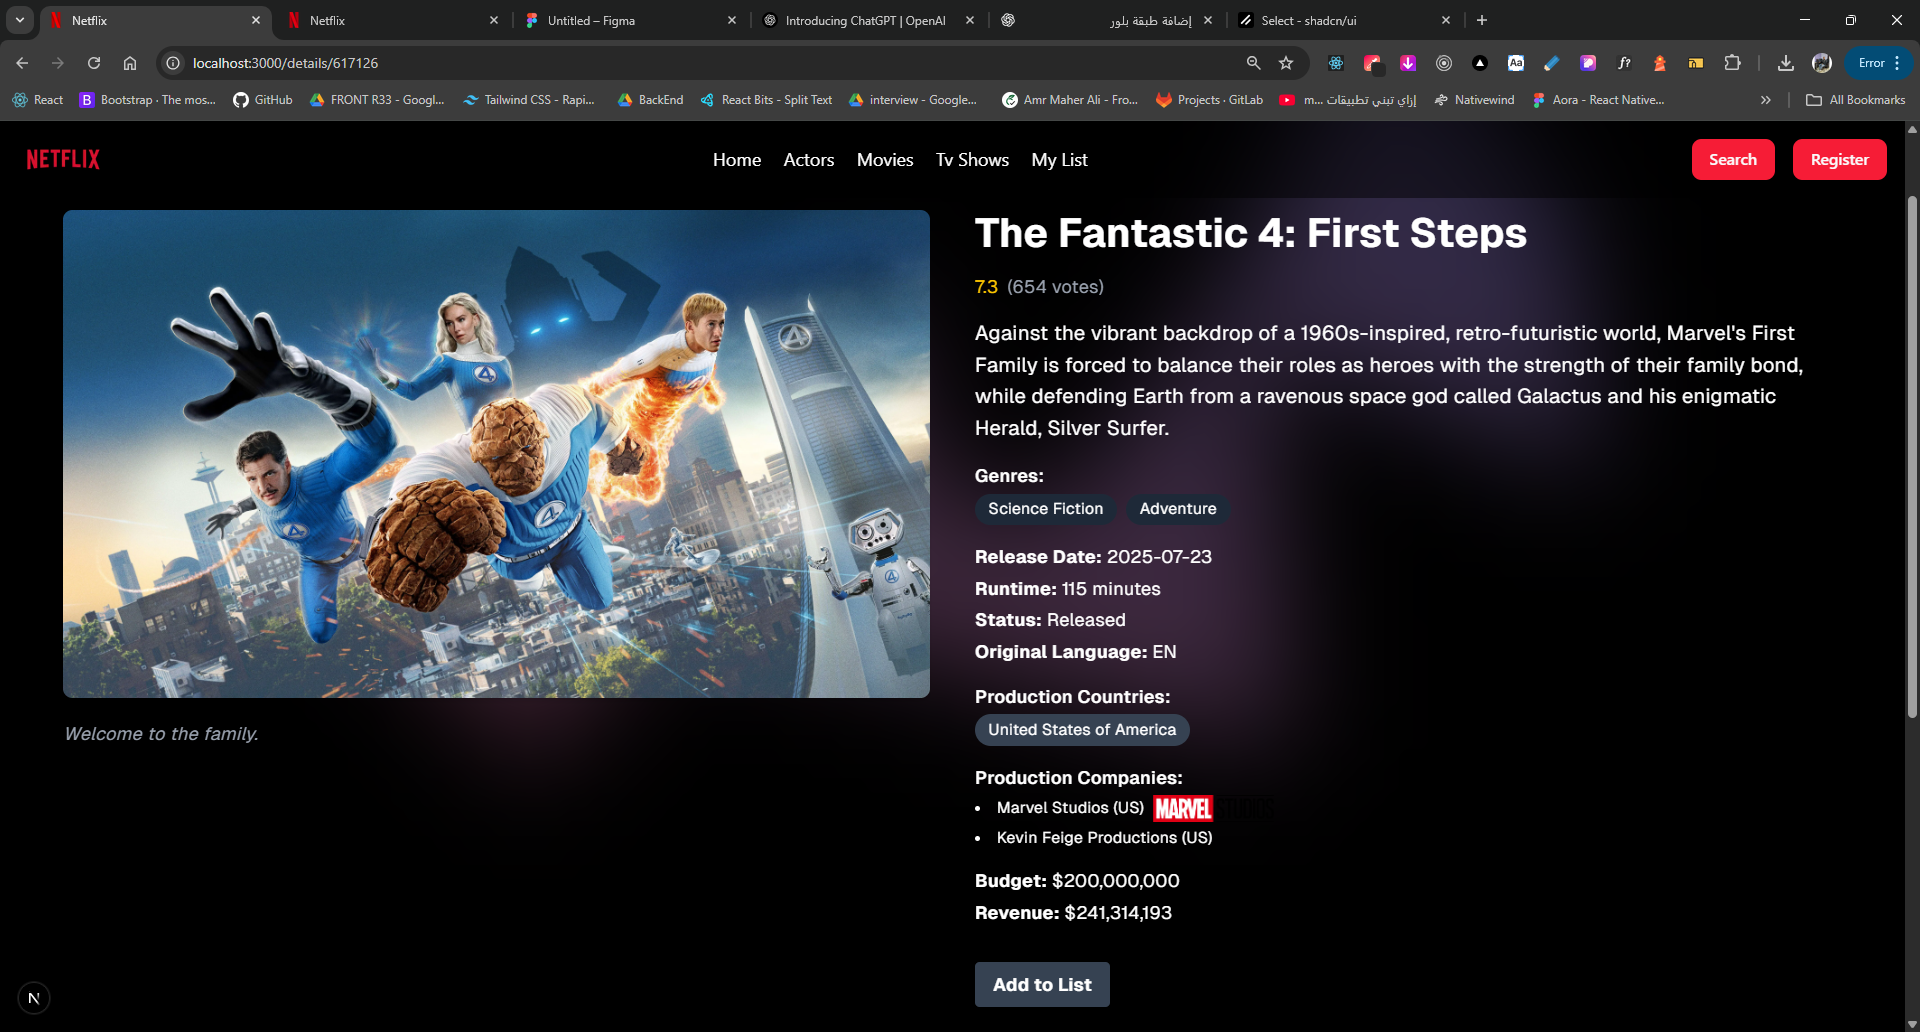 Netflix
Netflix
Untitled – Figma
Introducing ChatGPT | OpenAI
إضافة طبقة بلور
Select - shadcn/ui
localhost:3000/details/617126
Error
React
Bootstrap · The mos...
GitHub
FRONT R33 - Googl...
Tailwind CSS - Rapi...
BackEnd
React Bits - Split Text
interview - Google...
Amr Maher Ali - Fro...
Projects · GitLab
إزاي تبني تطبيقات ...m
Nativewind
Aora - React Native...
All Bookmarks
NETFLIX
Home
Actors
Movies
Tv Shows
My List
Search
Register
The Fantastic 4: First Steps
7.3 (654 votes)
Against the vibrant backdrop of a 1960s-inspired, retro-futuristic world, Marvel's First
Family is forced to balance their roles as heroes with the strength of their family bond,
while defending Earth from a ravenous space god called Galactus and his enigmatic
Herald, Silver Surfer.
Genres:
Science Fiction
Adventure
Release Date: 2025-07-23
Runtime: 115 minutes
Status: Released
Original Language: EN
Production Countries:
United States of America
Welcome to the family.
Production Companies:
Marvel Studios (US) MARVEL STUDIOS
Kevin Feige Productions (US)
Budget: $200,000,000
Revenue: $241,314,193
Add to List
N